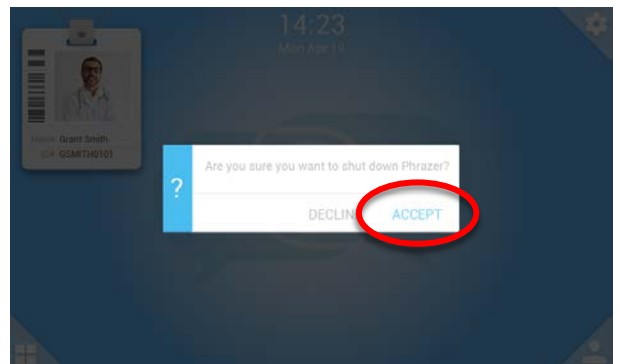 14:23
Mon Apr 19
Name Grant Smith
ID# GSMITH0101
?
Are you sure you want to shut down Phrazer?
DECLIN
ACCEPT